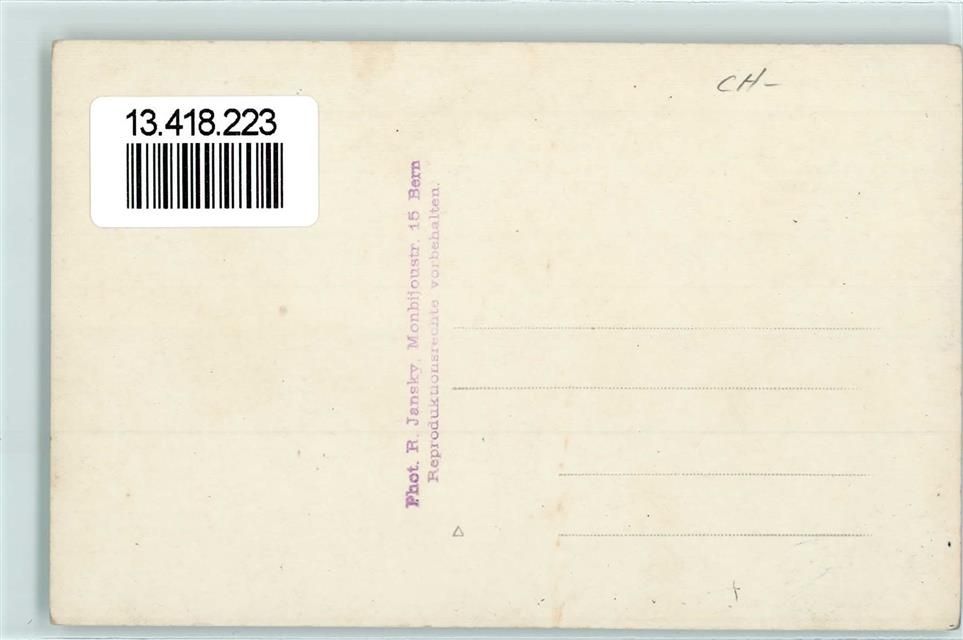 CH-
13.418.223
Phot. R. Jansky, Monbijoustr. 15 Bern
Reproduktionsrechte vorbehalten.